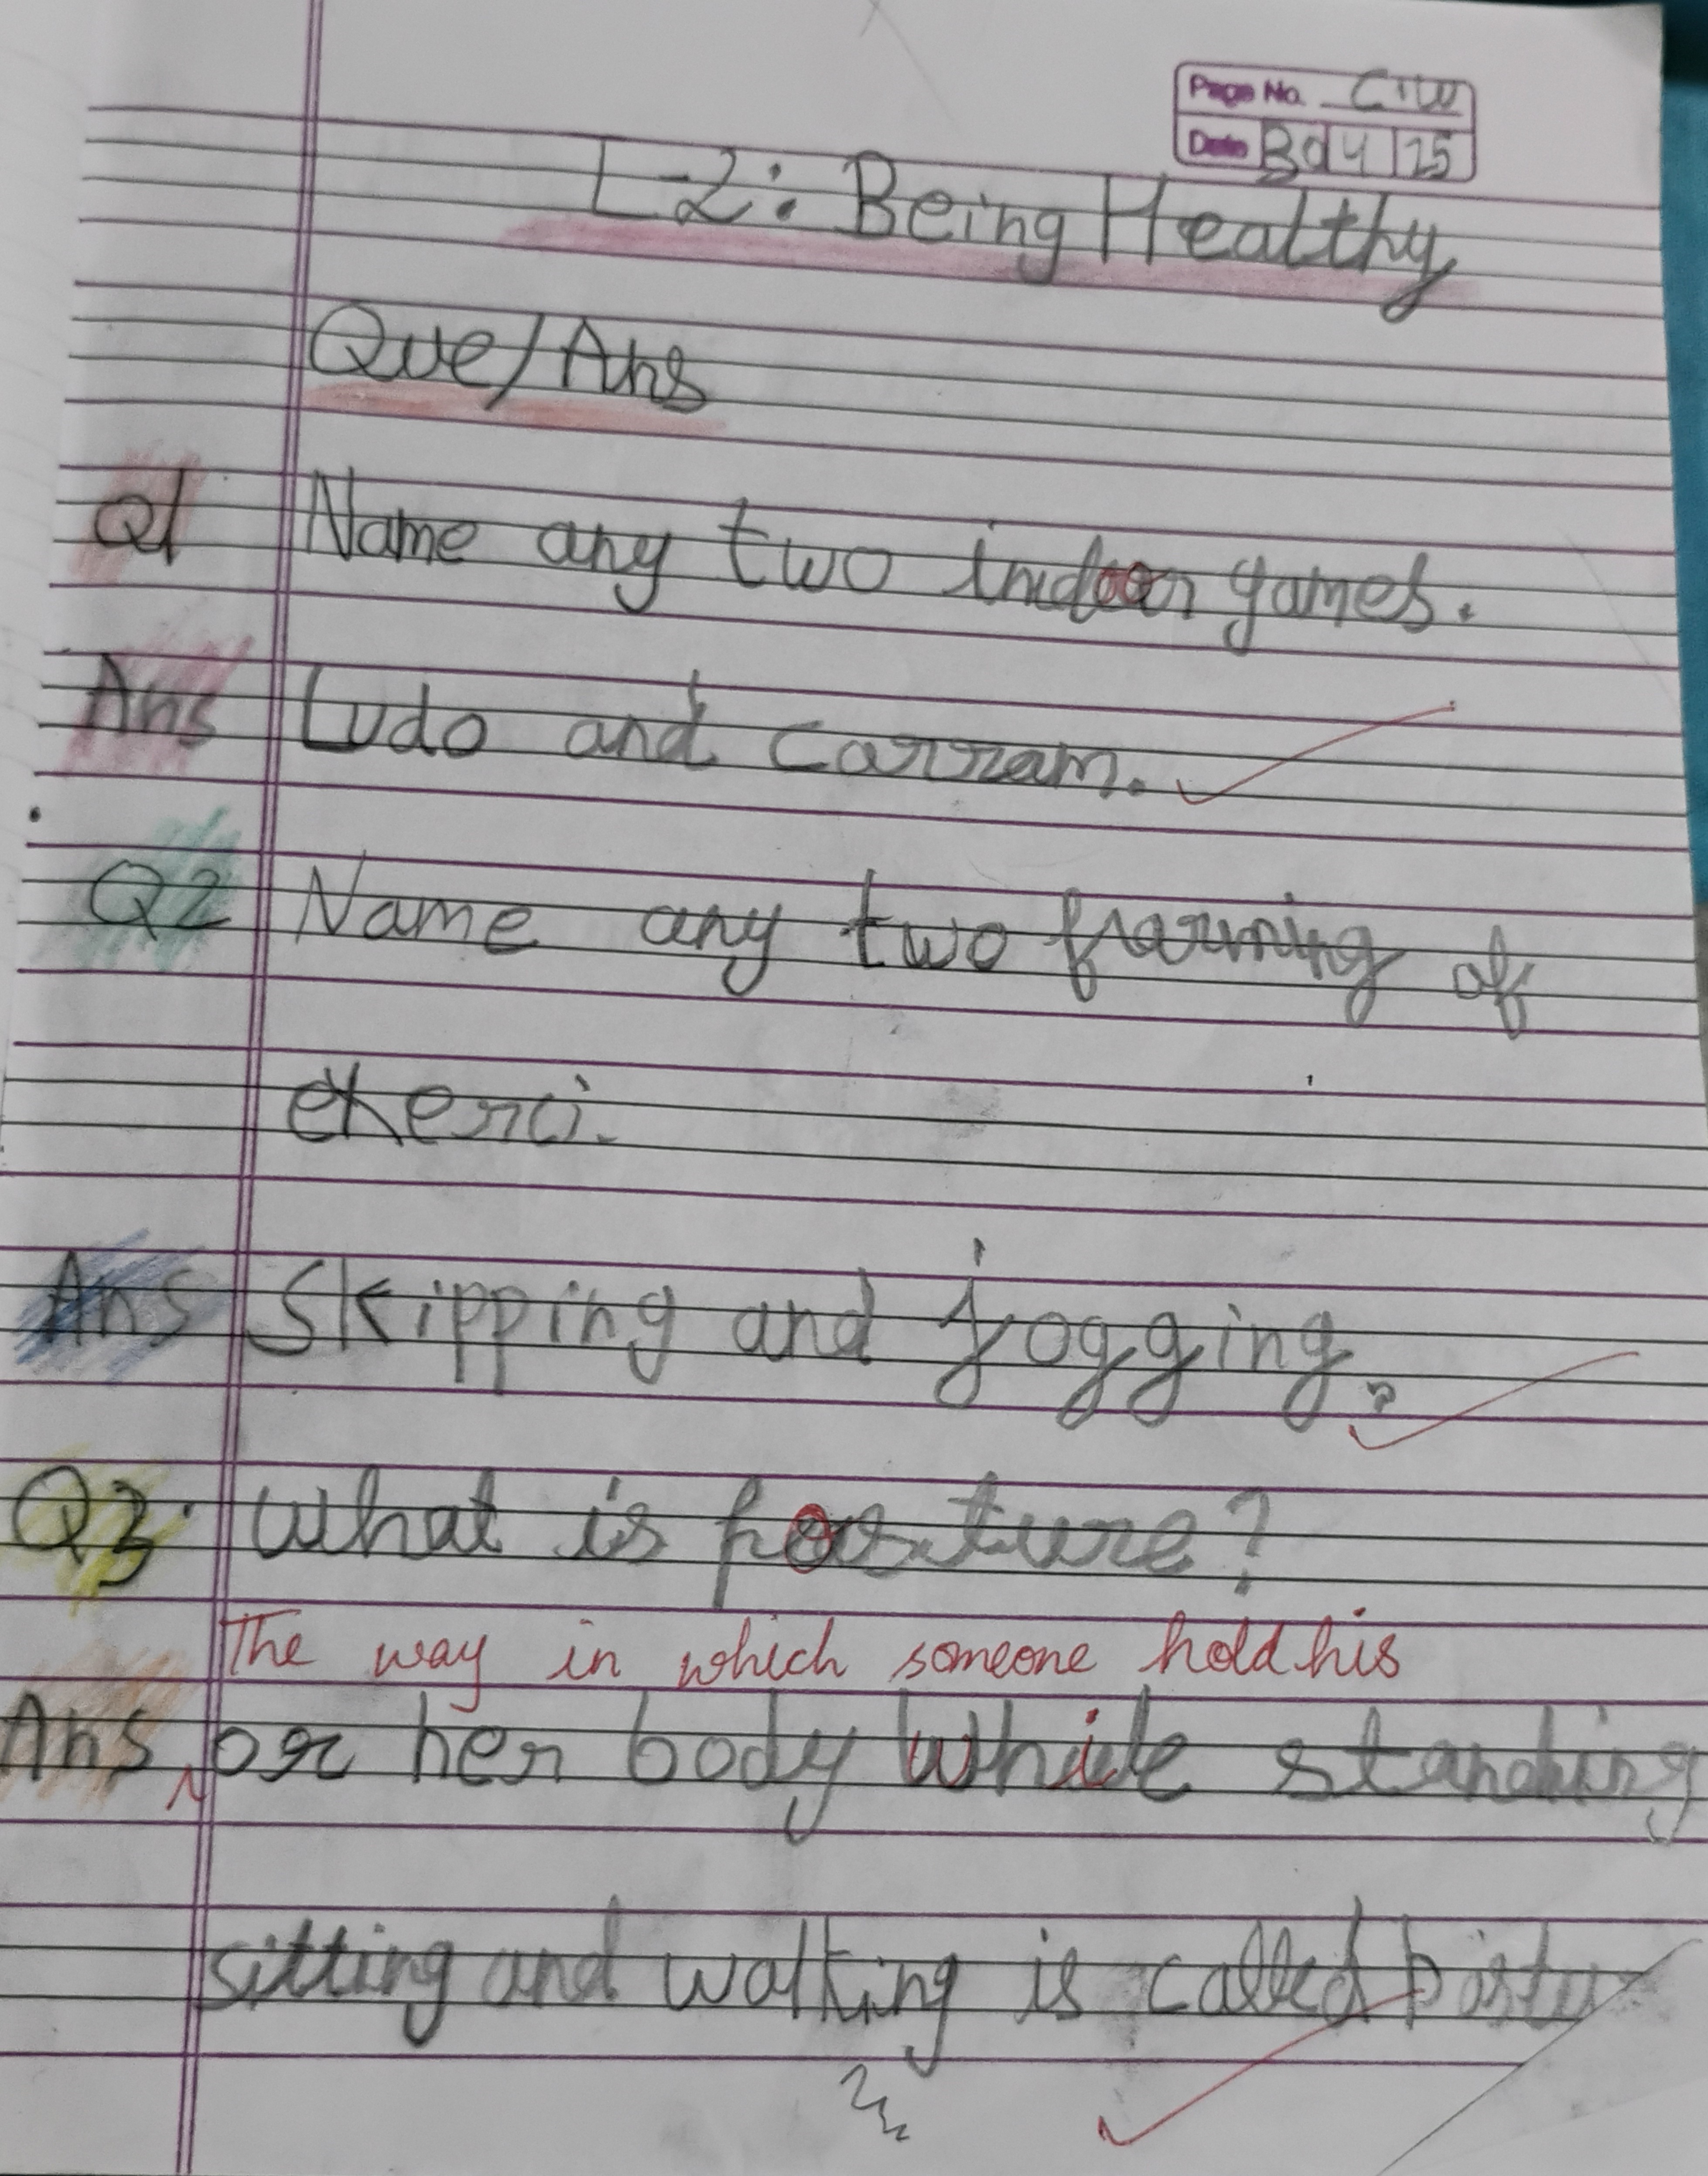 Page No. C.W
Date 30 4 25
L-2: Being Healthy
Que/Ans
Q1 Name any two indoor games.
Ans Ludo and carram.
Q2 Name any two framing of
exerci.
Ans Skipping and jogging.
Q3. What is posture?
The way in which someone hold his
Ans or her body while standing
sitting and walking is called